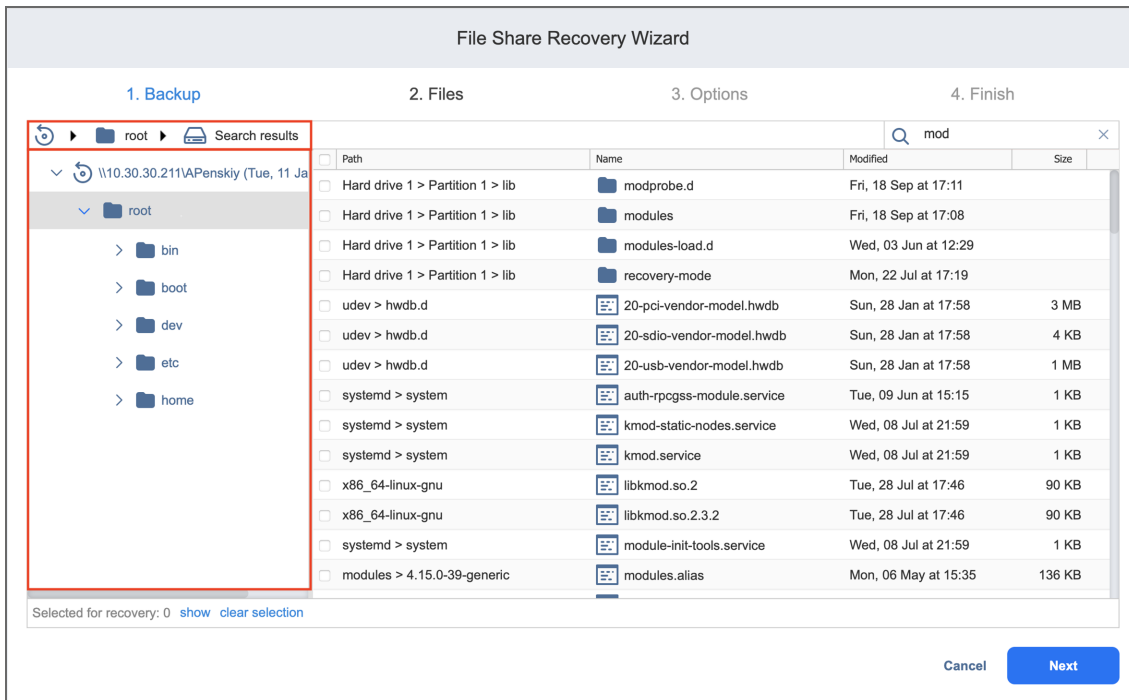 File Share Recovery Wizard
1. Backup 2. Files 3. Options 4. Finish
root Search results mod
\\10.30.30.211\APenskiy (Tue, 11 Ja
root
bin
boot
dev
etc
home
Path Name Modified Size
Hard drive 1 > Partition 1 > lib modprobe.d Fri, 18 Sep at 17:11
Hard drive 1 > Partition 1 > lib modules Fri, 18 Sep at 17:08
Hard drive 1 > Partition 1 > lib modules-load.d Wed, 03 Jun at 12:29
Hard drive 1 > Partition 1 > lib recovery-mode Mon, 22 Jul at 17:19
udev > hwdb.d 20-pci-vendor-model.hwdb Sun, 28 Jan at 17:58 3 MB
udev > hwdb.d 20-sdio-vendor-model.hwdb Sun, 28 Jan at 17:58 4 KB
udev > hwdb.d 20-usb-vendor-model.hwdb Sun, 28 Jan at 17:58 1 MB
systemd > system auth-rpcgss-module.service Tue, 09 Jun at 15:15 1 KB
systemd > system kmod-static-nodes.service Wed, 08 Jul at 21:59 1 KB
systemd > system kmod.service Wed, 08 Jul at 21:59 1 KB
x86_64-linux-gnu libkmod.so.2 Tue, 28 Jul at 17:46 90 KB
x86_64-linux-gnu libkmod.so.2.3.2 Tue, 28 Jul at 17:46 90 KB
systemd > system module-init-tools.service Wed, 08 Jul at 21:59 1 KB
modules > 4.15.0-39-generic modules.alias Mon, 06 May at 15:35 136 KB
Selected for recovery: 0 show clear selection
Cancel Next